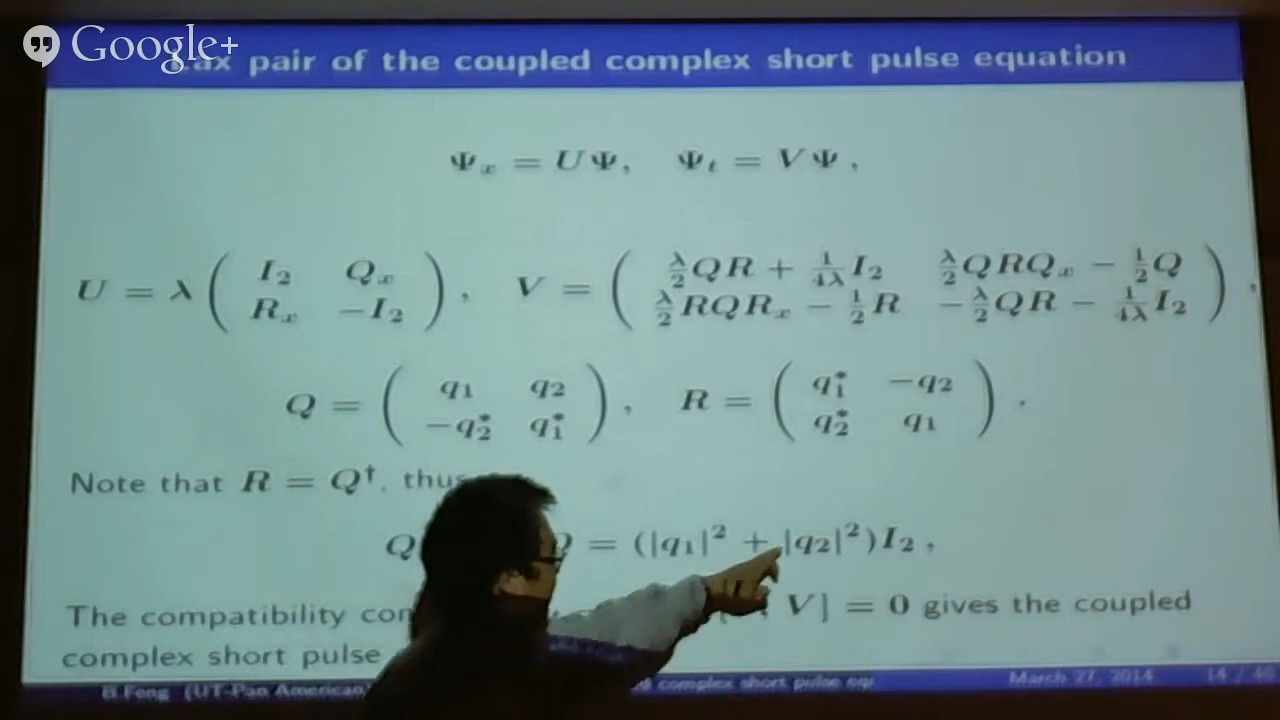 Google+
Lax pair of the coupled complex short pulse equation
Ψ_x = UΨ, Ψ_t = VΨ ,
U = λ ( I_2 Q_x ; R_x -I_2 ) , V = ( λ/2 QR + 1/4λ I_2 λ/2 QRQ_x − 1/2 Q ; λ/2 RQR_x − 1/2 R −λ/2 QR − 1/4λ I_2 ) ,
Q = ( q_1 q_2 ; −q_2^* q_1^* ) , R = ( q_1^* −q_2 ; q_2^* q_1 ) .
Note that R = Q^†, thus
Q = (|q_1|^2 + |q_2|^2)I_2 ,
The compatibility V] = 0 gives the coupled
complex short pulse
B.Feng (UT-Pan American) complex short pulse equ March 27, 2014 14 /